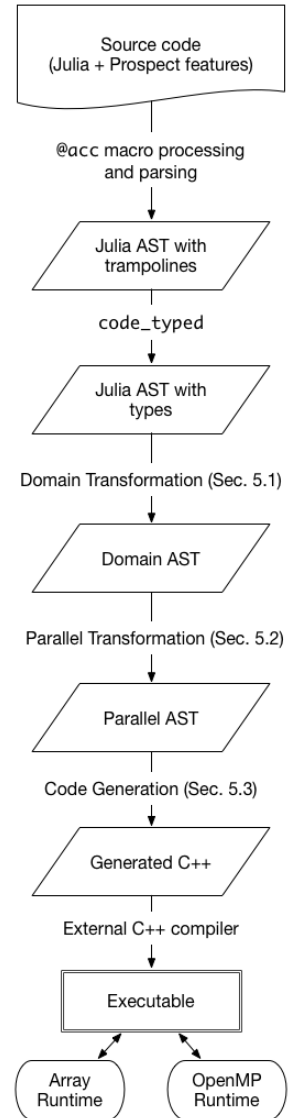 Source code
(Julia + Prospect features)
@acc macro processing
and parsing
Julia AST with
trampolines
code_typed
Julia AST with
types
Domain Transformation (Sec. 5.1)
Domain AST
Parallel Transformation (Sec. 5.2)
Parallel AST
Code Generation (Sec. 5.3)
Generated C++
External C++ compiler
Executable
Array
Runtime
OpenMP
Runtime